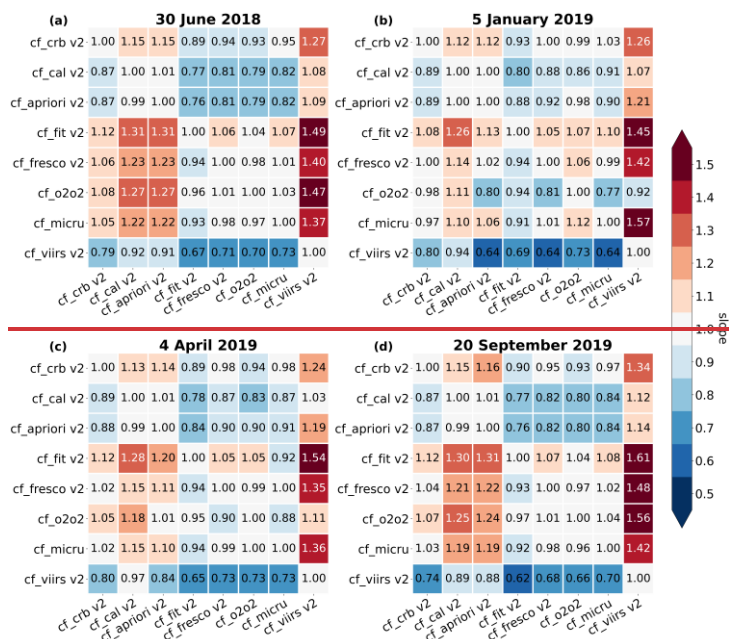 (a) 30 June 2018
cf_crb v2 1.00 1.15 1.15 0.89 0.94 0.93 0.95 1.27
cf_cal v2 0.87 1.00 1.01 0.77 0.81 0.79 0.82 1.08
cf_apriori v2 0.87 0.99 1.00 0.76 0.81 0.79 0.82 1.09
cf_fit v2 1.12 1.31 1.31 1.00 1.06 1.04 1.07 1.49
cf_fresco v2 1.06 1.23 1.23 0.94 1.00 0.98 1.01 1.40
cf_o2o2 1.08 1.27 1.27 0.96 1.01 1.00 1.03 1.47
cf_micru 1.05 1.22 1.22 0.93 0.98 0.97 1.00 1.37
cf_viirs v2 0.79 0.92 0.91 0.67 0.71 0.70 0.73 1.00
cf_crb v2 cf_cal v2 cf_apriori v2 cf_fit v2 cf_fresco v2 cf_o2o2 cf_micru cf_viirs v2
(b) 5 January 2019
cf_crb v2 1.00 1.12 1.12 0.93 1.00 0.99 1.03 1.26
cf_cal v2 0.89 1.00 1.00 0.80 0.88 0.86 0.91 1.07
cf_apriori v2 0.89 1.00 1.00 0.88 0.92 0.98 0.90 1.21
cf_fit v2 1.08 1.26 1.13 1.00 1.05 1.07 1.10 1.45
cf_fresco v2 1.00 1.14 1.02 0.94 1.00 1.06 0.99 1.42
cf_o2o2 0.98 1.11 0.80 0.94 0.81 1.00 0.77 0.92
cf_micru 0.97 1.10 1.06 0.91 1.01 1.12 1.00 1.57
cf_viirs v2 0.80 0.94 0.64 0.69 0.64 0.73 0.64 1.00
cf_crb v2 cf_cal v2 cf_apriori v2 cf_fit v2 cf_fresco v2 cf_o2o2 cf_micru cf_viirs v2
(c) 4 April 2019
cf_crb v2 1.00 1.13 1.14 0.89 0.98 0.94 0.98 1.24
cf_cal v2 0.89 1.00 1.01 0.78 0.87 0.83 0.87 1.03
cf_apriori v2 0.88 0.99 1.00 0.84 0.90 0.90 0.91 1.19
cf_fit v2 1.12 1.28 1.20 1.00 1.05 1.05 0.92 1.54
cf_fresco v2 1.02 1.15 1.11 0.94 1.00 0.99 1.00 1.35
cf_o2o2 1.05 1.18 1.01 0.95 0.90 1.00 0.88 1.11
cf_micru 1.02 1.15 1.10 0.94 0.99 1.00 1.00 1.36
cf_viirs v2 0.80 0.97 0.84 0.65 0.73 0.73 0.73 1.00
cf_crb v2 cf_cal v2 cf_apriori v2 cf_fit v2 cf_fresco v2 cf_o2o2 cf_micru cf_viirs v2
(d) 20 September 2019
cf_crb v2 1.00 1.15 1.16 0.90 0.95 0.93 0.97 1.34
cf_cal v2 0.87 1.00 1.01 0.77 0.82 0.80 0.84 1.12
cf_apriori v2 0.87 0.99 1.00 0.76 0.82 0.80 0.84 1.14
cf_fit v2 1.12 1.30 1.31 1.00 1.07 1.04 1.08 1.61
cf_fresco v2 1.04 1.21 1.22 0.93 1.00 0.97 1.02 1.48
cf_o2o2 1.07 1.25 1.24 0.97 1.01 1.00 1.04 1.56
cf_micru 1.03 1.19 1.19 0.92 0.98 0.96 1.00 1.42
cf_viirs v2 0.74 0.89 0.88 0.62 0.68 0.66 0.70 1.00
cf_crb v2 cf_cal v2 cf_apriori v2 cf_fit v2 cf_fresco v2 cf_o2o2 cf_micru cf_viirs v2
1.5
1.4
1.3
1.2
1.1
1.0
0.9
0.8
0.7
0.6
0.5
slope